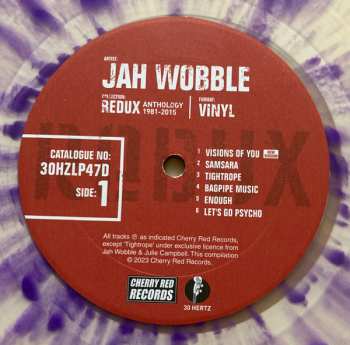 ARTIST:
JAH WOBBLE
COLLECTION:
REDUX ANTHOLOGY 1981-2015
FORMAT:
VINYL
REDUX
CATALOGUE NO:
30HZLP47D
SIDE: 1
1 VISIONS OF YOU
2 SAMSARA
3 TIGHTROPE
4 BAGPIPE MUSIC
5 ENOUGH
6 LET'S GO PSYCHO
All tracks ℗ as indicated Cherry Red Records,
except 'Tightrope' under exclusive licence from
Jah Wobble & Julie Campbell. This compilation
© 2023 Cherry Red Records
CHERRY RED
RECORDS
30 HERTZ